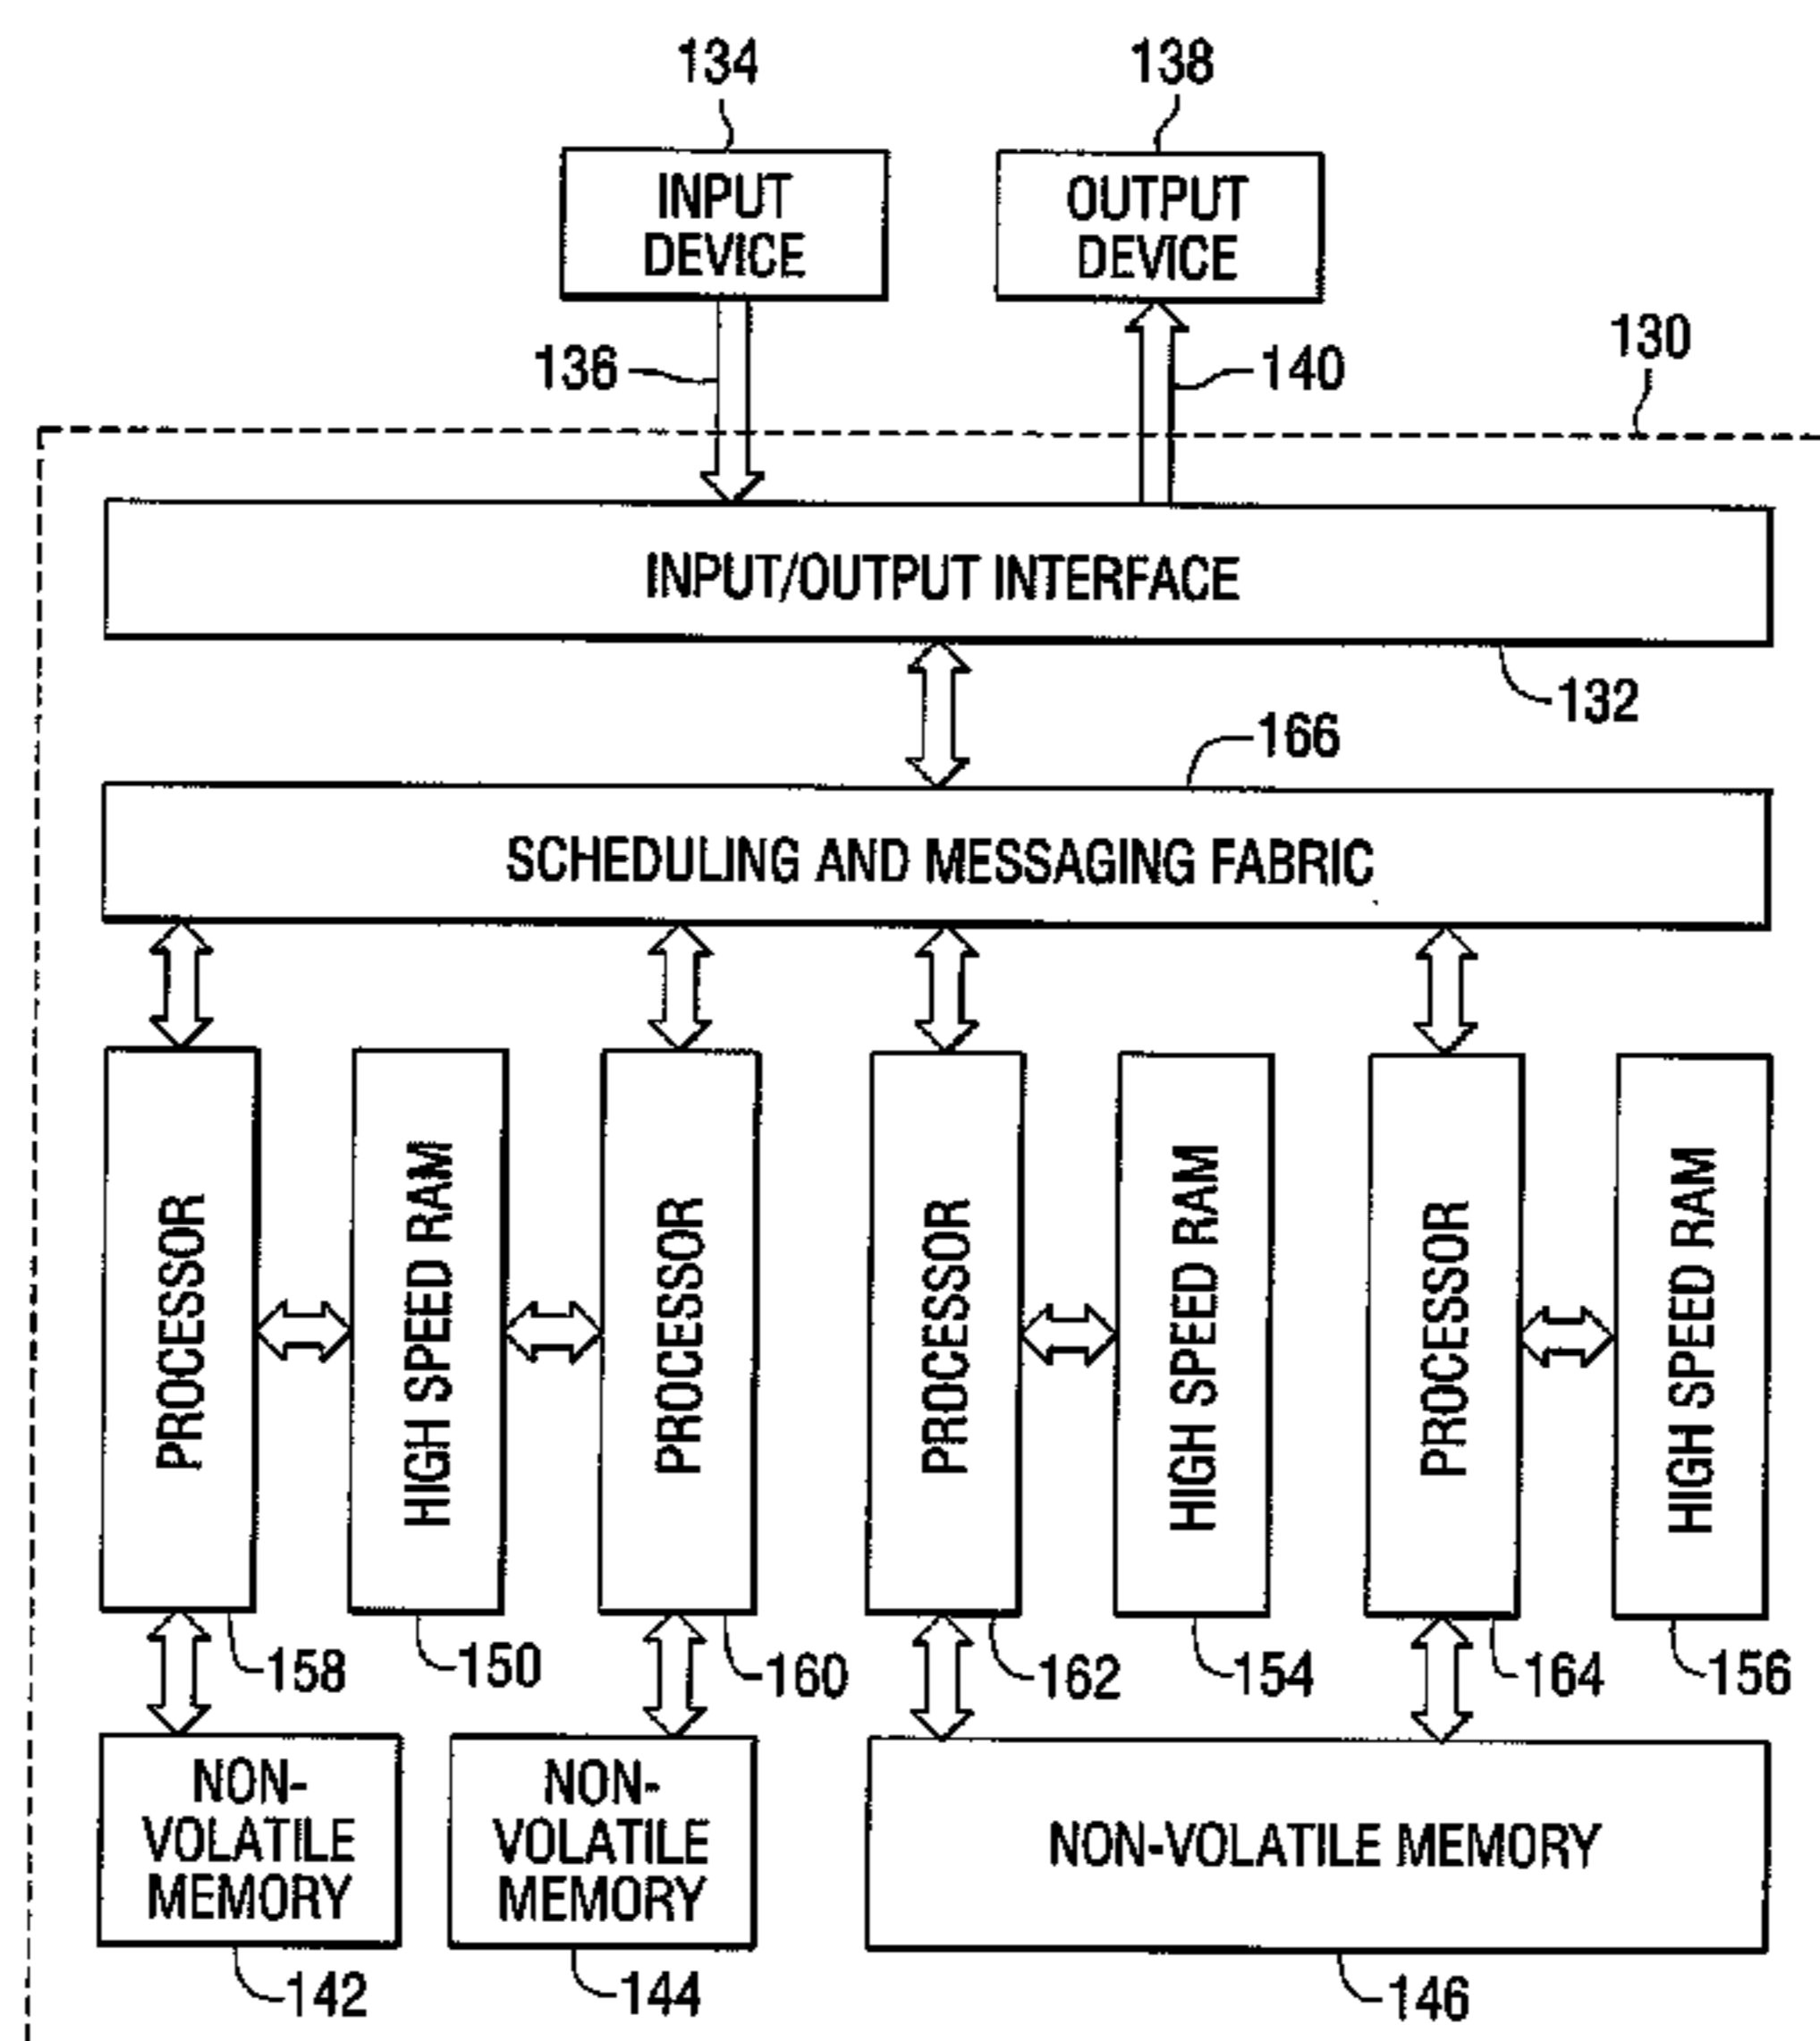 134
138
INPUT
DEVICE
OUTPUT
DEVICE
130
136
140
INPUT/OUTPUT INTERFACE
132
166
SCHEDULING AND MESSAGING FABRIC
PROCESSOR
HIGH SPEED RAM
PROCESSOR
PROCESSOR
HIGH SPEED RAM
PROCESSOR
HIGH SPEED RAM
158
150
160
162
154
164
156
NON-
VOLATILE
MEMORY
NON-
VOLATILE
MEMORY
NON-VOLATILE MEMORY
142
144
146